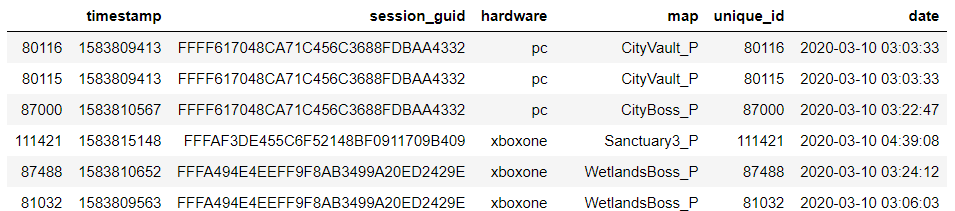 timestamp session_guid hardware map unique_id date
80116 1583809413 FFFF617048CA71C456C3688FDBAA4332 pc CityVault_P 80116 2020-03-10 03:03:33
80115 1583809413 FFFF617048CA71C456C3688FDBAA4332 pc CityVault_P 80115 2020-03-10 03:03:33
87000 1583810567 FFFF617048CA71C456C3688FDBAA4332 pc CityBoss_P 87000 2020-03-10 03:22:47
111421 1583815148 FFFAF3DE455C6F52148BF0911709B409 xboxone Sanctuary3_P 111421 2020-03-10 04:39:08
87488 1583810652 FFFA494E4EEFF9F8AB3499A20ED2429E xboxone WetlandsBoss_P 87488 2020-03-10 03:24:12
81032 1583809563 FFFA494E4EEFF9F8AB3499A20ED2429E xboxone WetlandsBoss_P 81032 2020-03-10 03:06:03